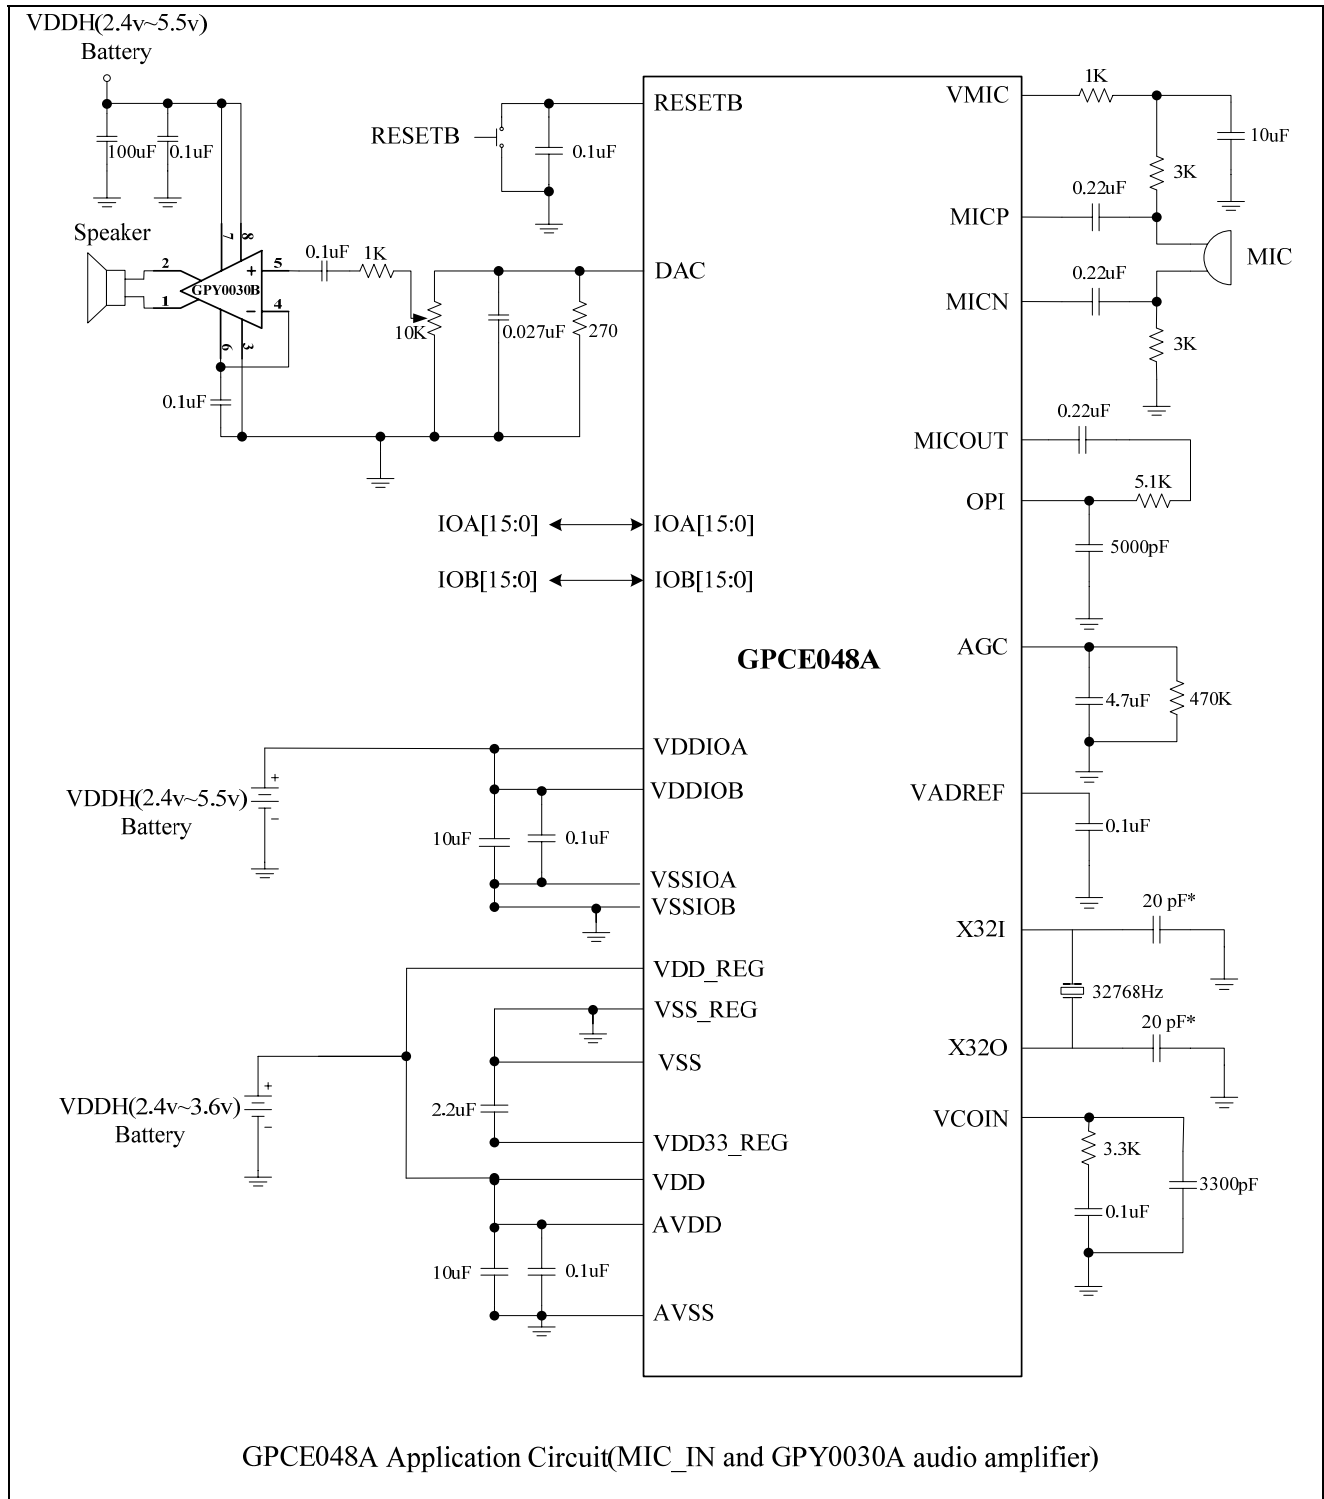 VDDH(2.4v~5.5v)
Battery
100uF
0.1uF
Speaker
7
8
2
1
GPY0030B
+
5
−
4
6
3
0.1uF
0.1uF
1K
10K
0.027uF
270
RESETB
0.1uF
RESETB
DAC
IOA[15:0]
IOA[15:0]
IOB[15:0]
IOB[15:0]
GPCE048A
VDDH(2.4v~5.5v)
Battery
+
-
10uF
0.1uF
VDDIOA
VDDIOB
VSSIOA
VSSIOB
VDDH(2.4v~3.6v)
Battery
+
-
VDD_REG
VSS_REG
VSS
2.2uF
VDD33_REG
VDD
AVDD
10uF
0.1uF
AVSS
VMIC
1K
10uF
3K
MICP
0.22uF
MIC
MICN
0.22uF
3K
MICOUT
0.22uF
OPI
5.1K
5000pF
AGC
4.7uF
470K
VADREF
0.1uF
X32I
20 pF*
32768Hz
X32O
20 pF*
VCOIN
3.3K
0.1uF
3300pF
GPCE048A Application Circuit(MIC_IN and GPY0030A audio amplifier)